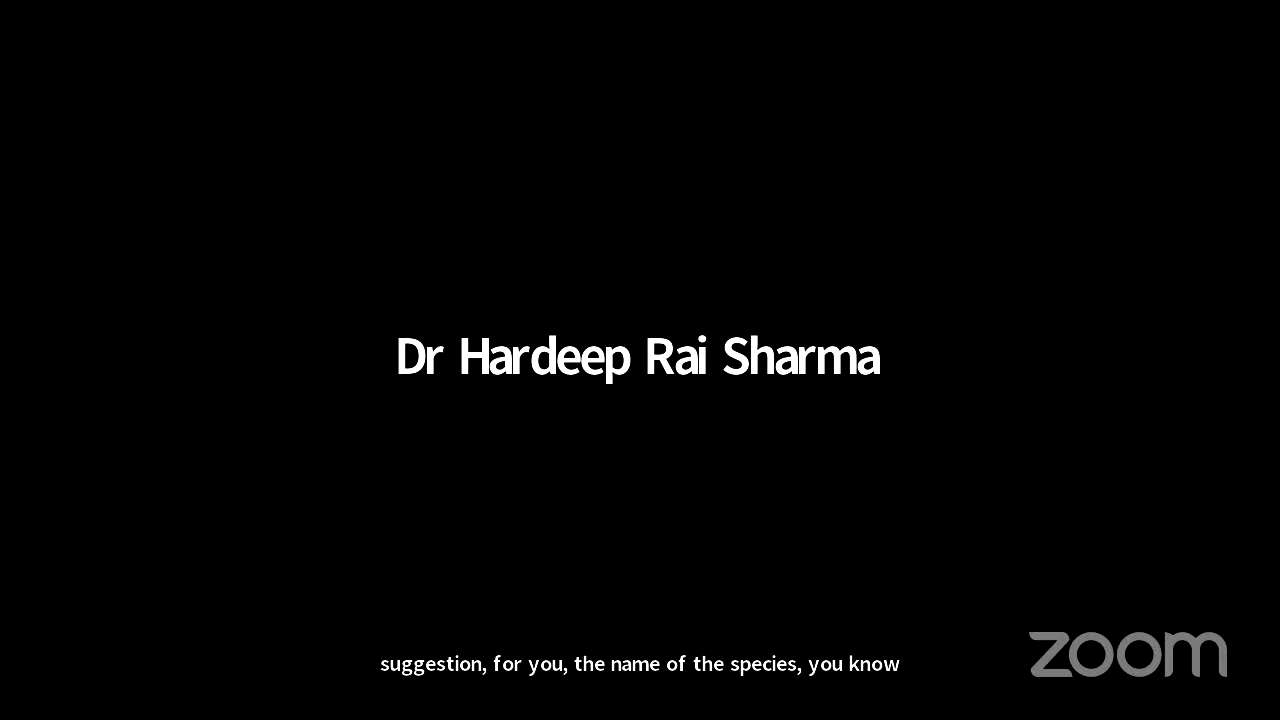 Dr Hardeep Rai Sharma
suggestion, for you, the name of the species, you know
zoom